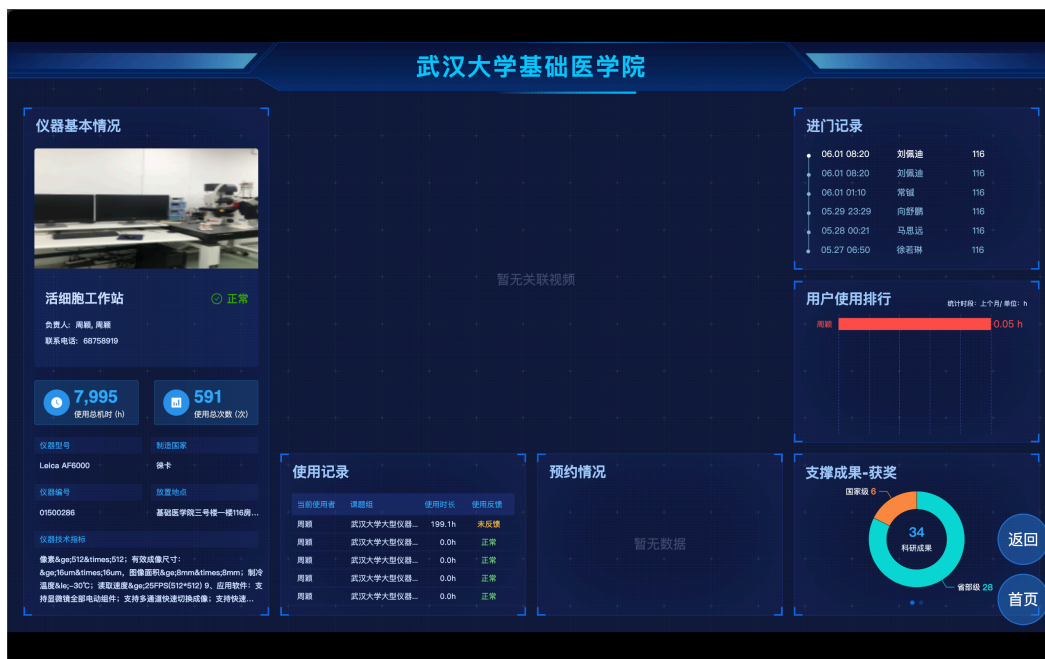 武汉大学基础医学院
仪器基本情况
活细胞工作站
正常
负责人：周颖, 周颖
联系电话：68758919
7,995
使用总机时 (h)
591
使用总次数 (次)
仪器型号
制造国家
Leica AF6000
徕卡
仪器编号
放置地点
01500286
基础医学院三号楼一楼116房...
仪器技术指标
像素&ge;512&times;512；有效成像尺寸：
&ge;16um&times;16um，图像面积&ge;8mm&times;8mm；制冷
温度&le;-30℃；读取速度&ge;25FPS(512*512) 9、应用软件：支
持显微镜全部电动组件；支持多通道快速切换成像；支持快速...
暂无关联视频
使用记录
当前使用者 课题组 使用时长 使用反馈
周颖 武汉大学大型仪器... 199.1h 未反馈
周颖 武汉大学大型仪器... 0.0h 正常
周颖 武汉大学大型仪器... 0.0h 正常
周颖 武汉大学大型仪器... 0.0h 正常
周颖 武汉大学大型仪器... 0.0h 正常
预约情况
暂无数据
进门记录
06.01 08:20 刘佩迪 116
06.01 08:20 刘佩迪 116
06.01 01:10 常钺 116
05.29 23:29 向舒鹏 116
05.28 00:21 马思远 116
05.27 06:50 徐若琳 116
用户使用排行
统计时段：上个月/ 单位：h
周颖 0.05 h
支撑成果-获奖
国家级 6
34
科研成果
省部级 28
返回
首页